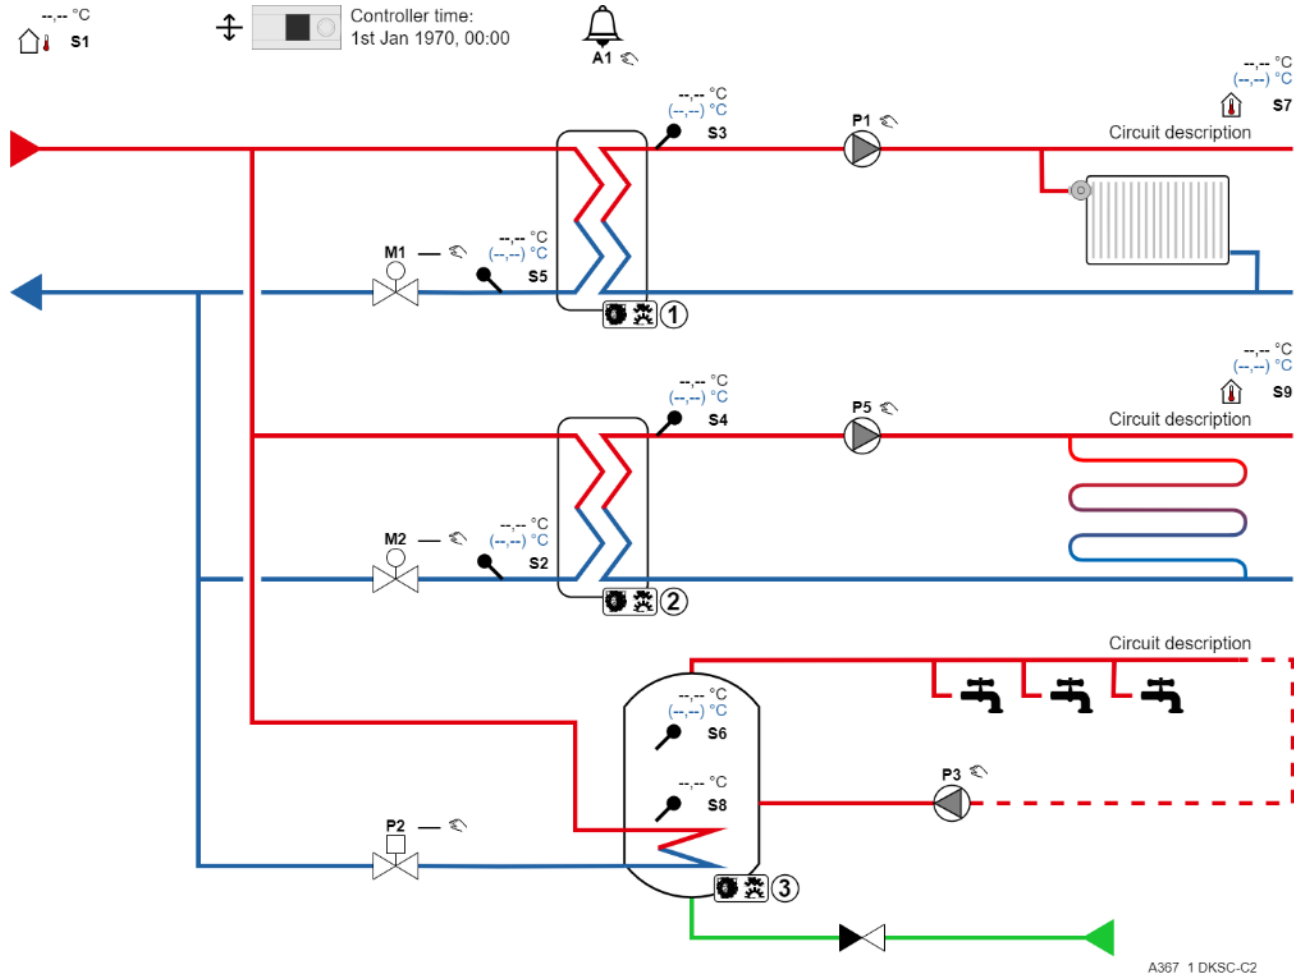 --,-- °C
S1
Controller time:
1st Jan 1970, 00:00
A1
--,-- °C
(--,--) °C
S7
--,-- °C
(--,--) °C
S3
P1
Circuit description
--,-- °C
(--,--) °C
S5
M1
1
--,-- °C
(--,--) °C
S9
--,-- °C
(--,--) °C
S4
P5
Circuit description
--,-- °C
(--,--) °C
S2
M2
2
Circuit description
--,-- °C
(--,--) °C
S6
--,-- °C
S8
P3
P2
3
A367 1 DKSC-C2